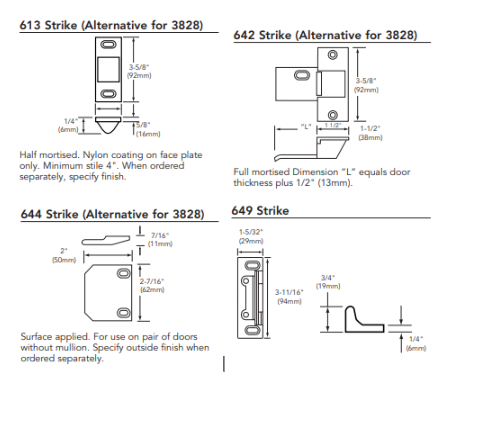 613 Strike (Alternative for 3828)
3-5/8"
(92mm)
1/4"
(6mm)
5/8"
(16mm)
Half mortised. Nylon coating on face plate
only. Minimum stile 4". When ordered
separately, specify finish.
642 Strike (Alternative for 3828)
3-5/8"
(92mm)
"L"
1 1/2"
1-1/2"
(38mm)
Full mortised Dimension "L" equals door
thickness plus 1/2" (13mm).
644 Strike (Alternative for 3828)
7/16"
(11mm)
2"
(50mm)
2-7/16"
(62mm)
Surface applied. For use on pair of doors
without mullion. Specify outside finish when
ordered separately.
649 Strike
1-5/32"
(29mm)
3-11/16"
(94mm)
3/4"
(19mm)
1/4"
(6mm)